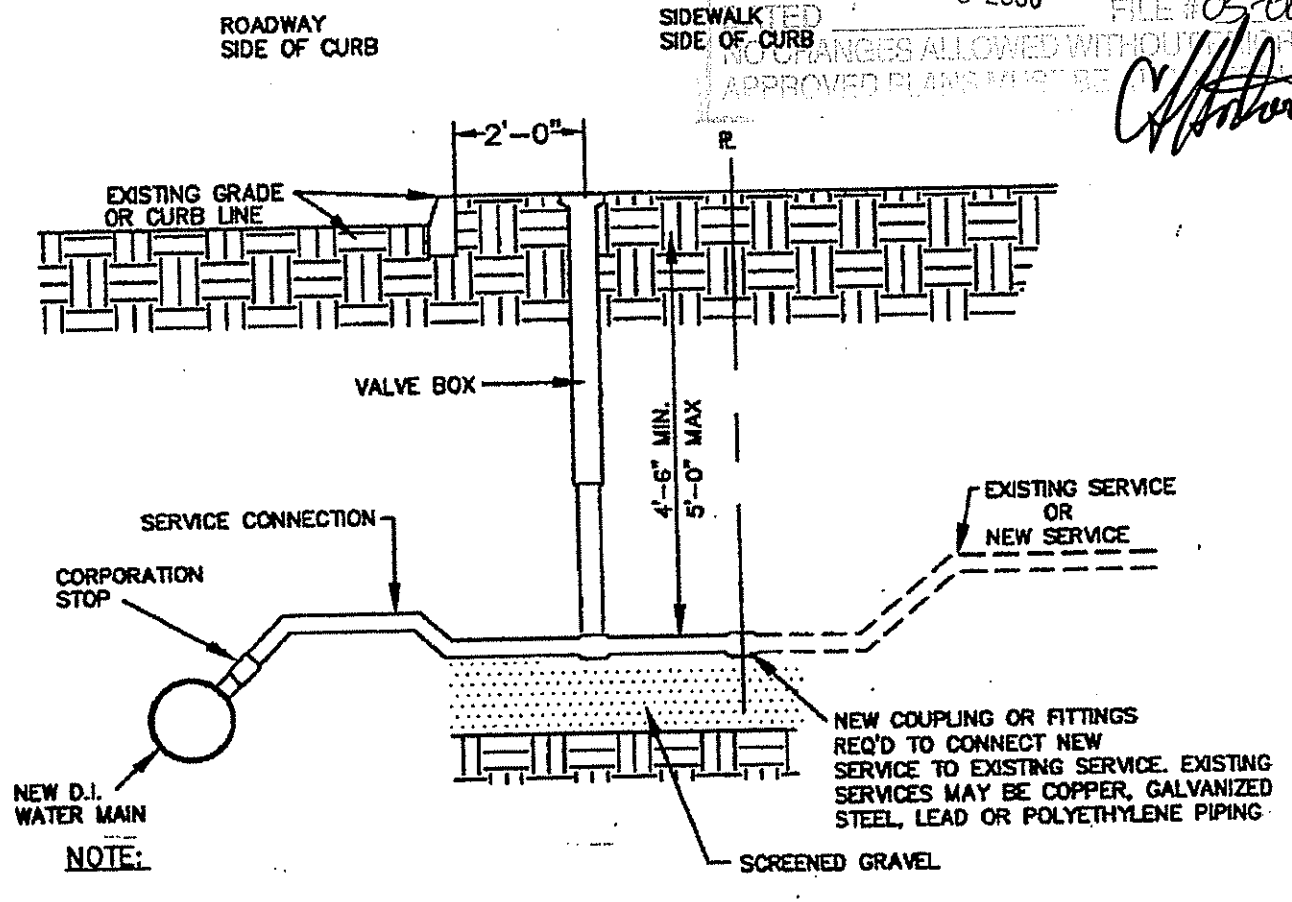 ROADWAY
SIDE OF CURB
SIDEWALK
SIDE OF CURB
FILE #
NO CHANGES ALLOWED WITHOUT
APPROVED PLANS MUST BE
2'-0"
EXISTING GRADE
OR CURB LINE
VALVE BOX
4'-6" MIN.
5'-0" MAX
EXISTING SERVICE
OR
NEW SERVICE
SERVICE CONNECTION
CORPORATION
STOP
NEW COUPLING OR FITTINGS
REQ'D TO CONNECT NEW
SERVICE TO EXISTING SERVICE. EXISTING
SERVICES MAY BE COPPER, GALVANIZED
STEEL, LEAD OR POLYETHYLENE PIPING
NEW D.I.
WATER MAIN
NOTE:
SCREENED GRAVEL